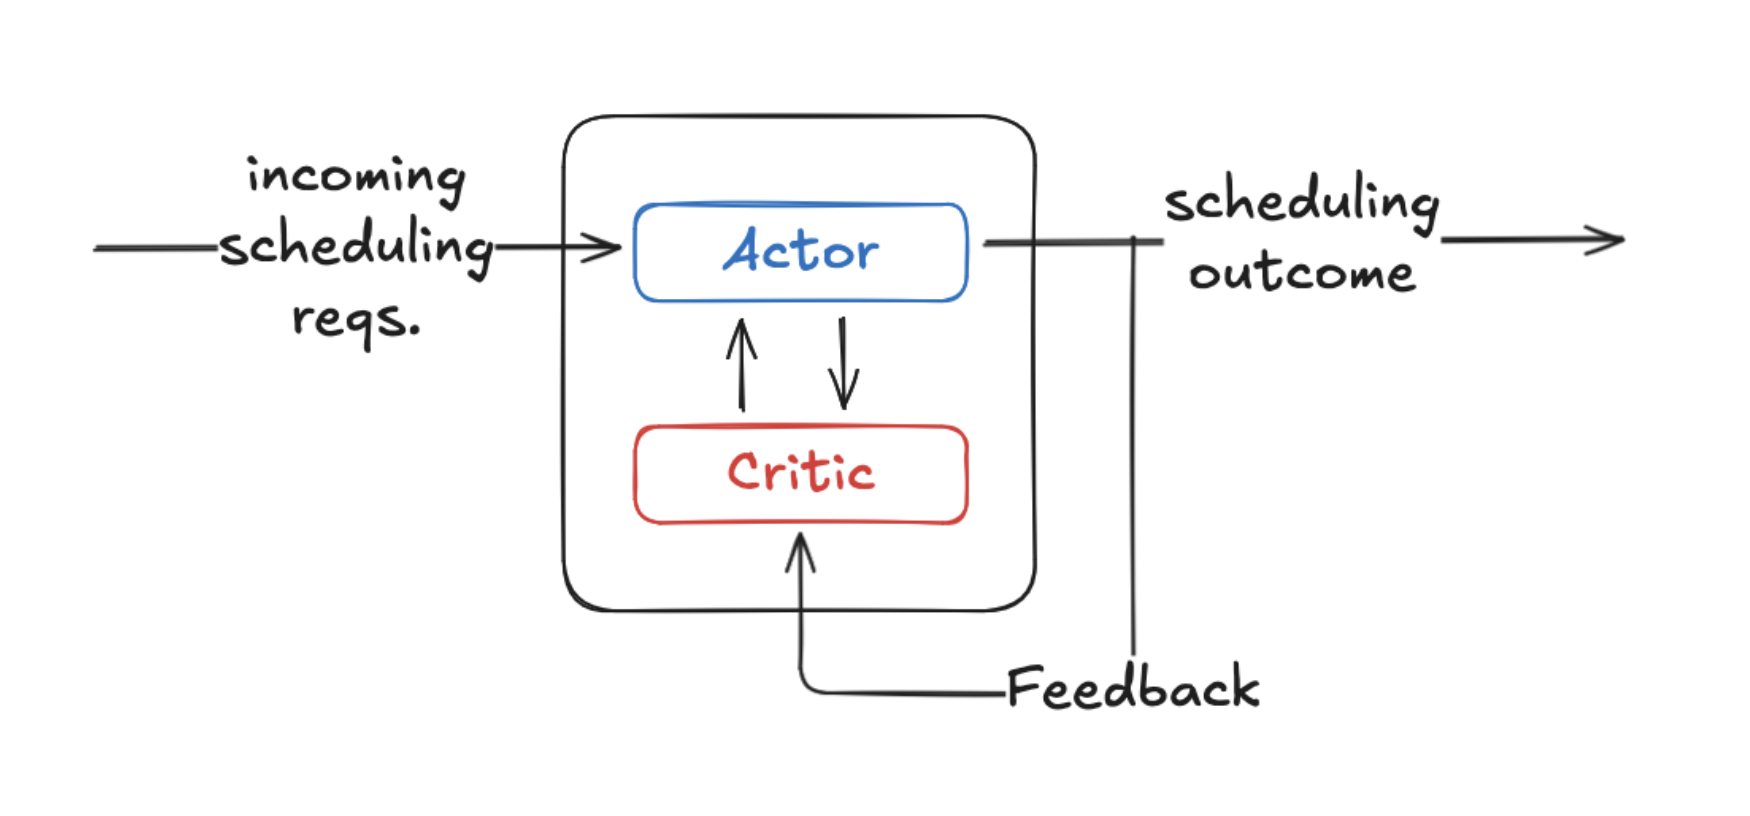 incoming
scheduling
reqs.
Actor
scheduling
outcome
Critic
Feedback